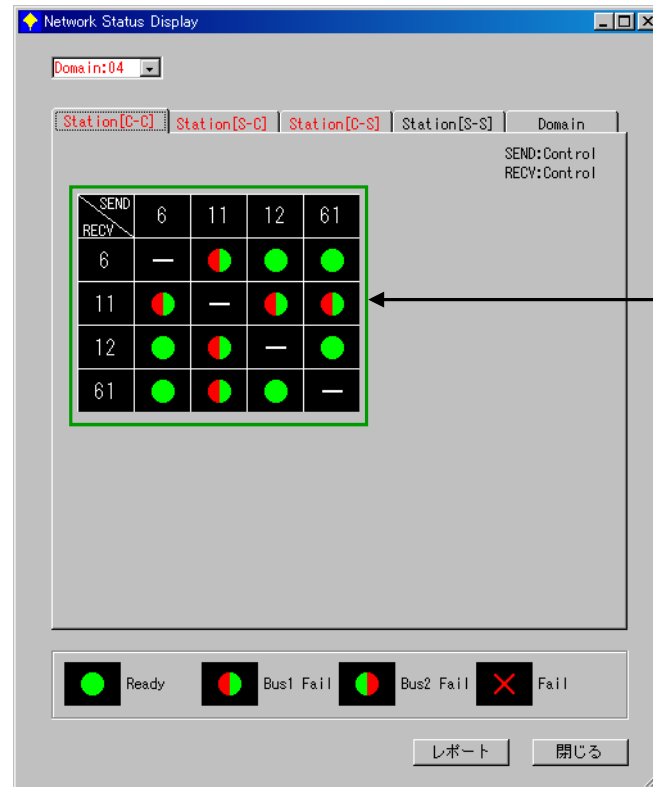 Network Status Display
Domain:04
Station[C-C] Station[S-C] Station[C-S] Station[S-S] Domain
SEND:Control
RECV:Control
SEND 6 11 12 61
RECV
6
11
12
61
Ready Bus1 Fail Bus2 Fail Fail
レポート 閉じる